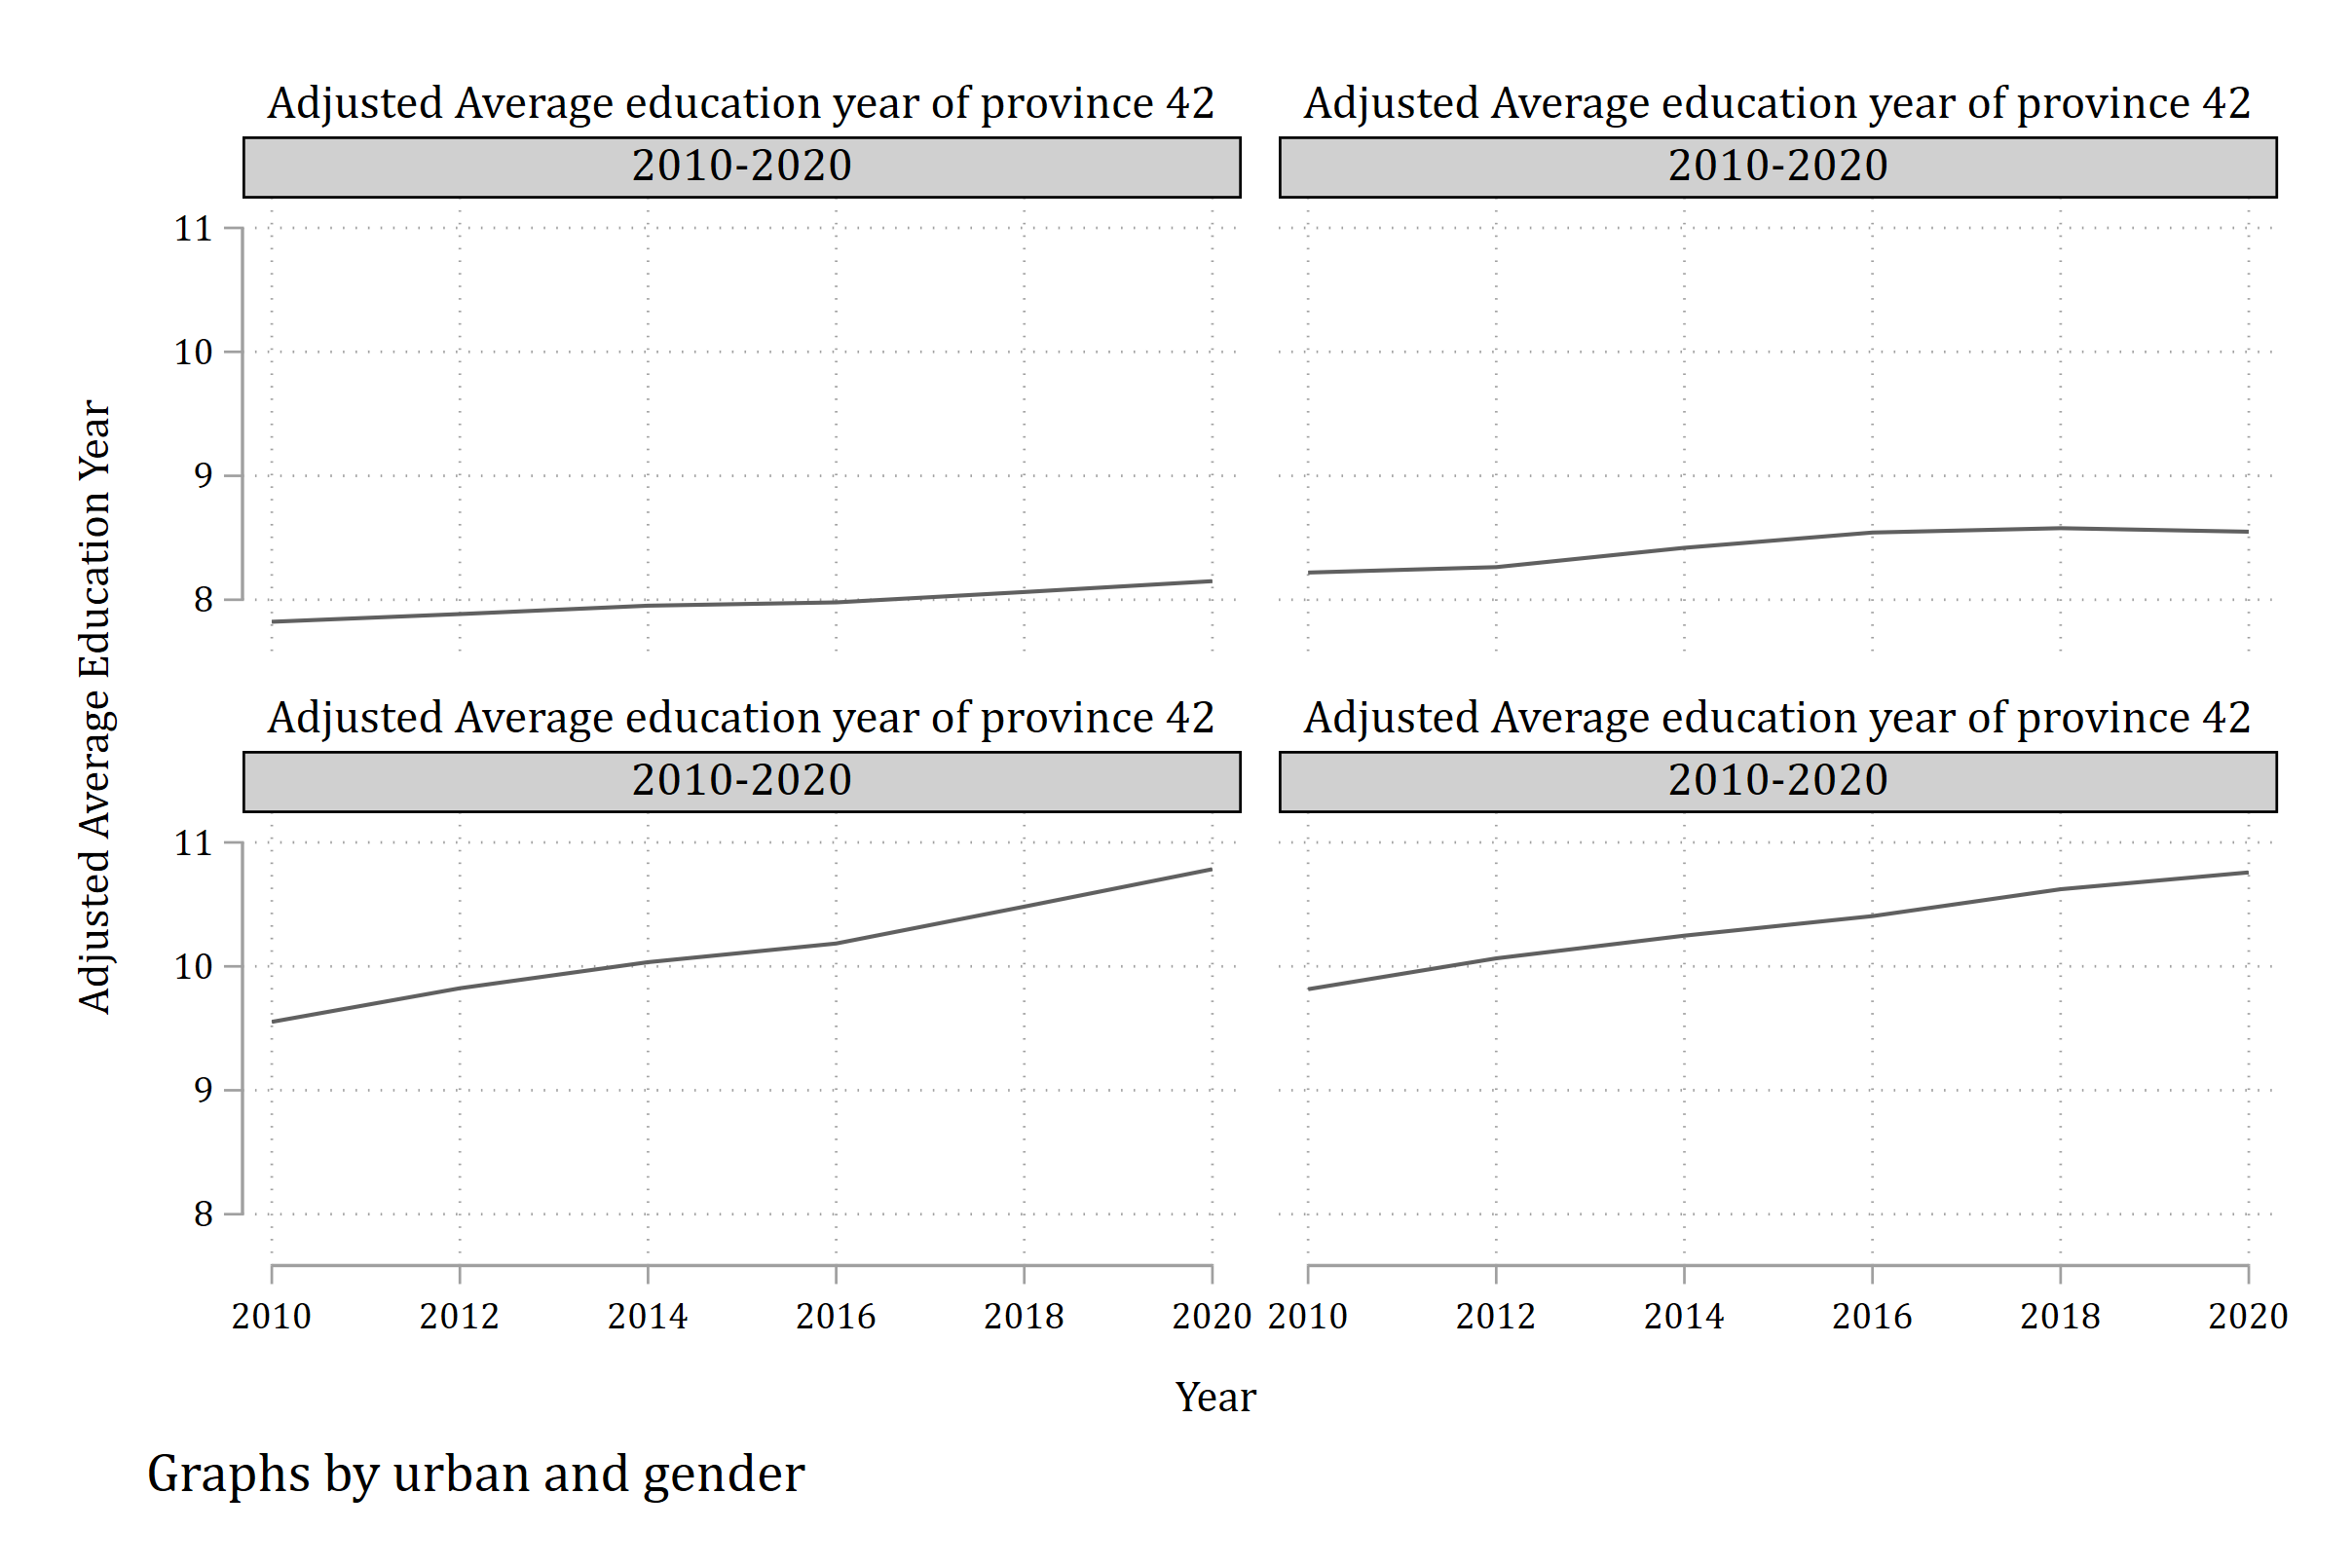 Adjusted Average education year of province 42
2010-2020
Adjusted Average education year of province 42
2010-2020
11
10
9
8
Adjusted Average education year of province 42
2010-2020
Adjusted Average education year of province 42
2010-2020
11
10
9
8
Adjusted Average Education Year
2010 2012 2014 2016 2018 2020
2010 2012 2014 2016 2018 2020
Year
Graphs by urban and gender